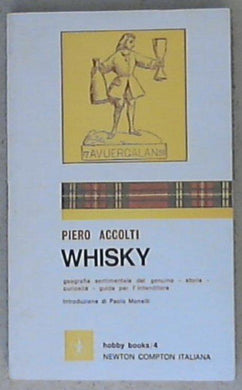 AVUERCALAN
PIERO ACCOLTI
WHISKY
geografia sentimentale del genuino - storia -
curiosità - guida per l'intenditore
Introduzione di Paolo Monelli
hobby books/4
NEWTON COMPTON ITALIANA